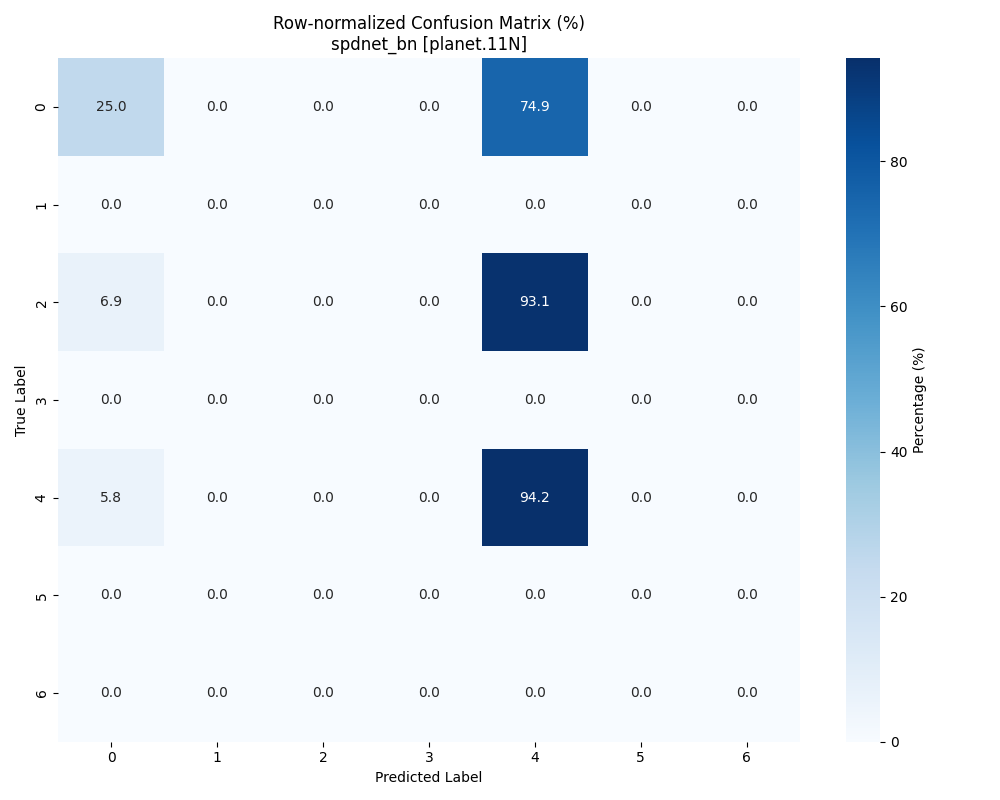 Row-normalized Confusion Matrix (%)
spdnet_bn [planet.11N]
True Label
0 25.0 0.0 0.0 0.0 74.9 0.0 0.0
1 0.0 0.0 0.0 0.0 0.0 0.0 0.0
2 6.9 0.0 0.0 0.0 93.1 0.0 0.0
3 0.0 0.0 0.0 0.0 0.0 0.0 0.0
4 5.8 0.0 0.0 0.0 94.2 0.0 0.0
5 0.0 0.0 0.0 0.0 0.0 0.0 0.0
6 0.0 0.0 0.0 0.0 0.0 0.0 0.0
0 1 2 3 4 5 6
Predicted Label
80
60
40
20
0
Percentage (%)